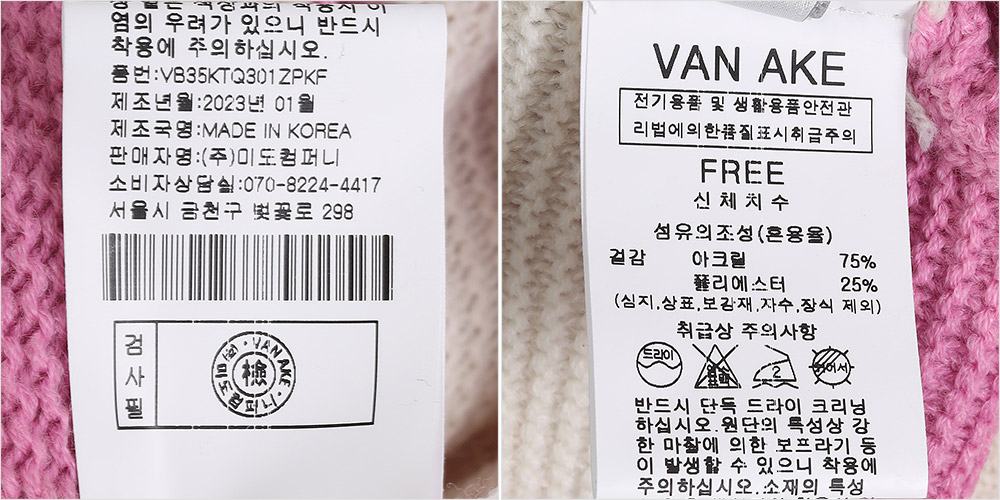 염의 우려가 있으니 반드시
착용에 주의하십시오.
품번:VB35KTQ301ZPKF
제조년월:2023년 01월
제조국명:MADE IN KOREA
판매자명:(주)미도컴퍼니
소비자상담실:070-8224-4417
서울시 금천구 벚꽃로 298
검사필
VAN AKE
檢
(주)미도컴퍼니
VAN AKE
전기용품 및 생활용품안전관
리법에의한품질표시취급주의
FREE
신체치수
섬유의조성(혼용율)
겉감 아크릴 75%
폴리에스터 25%
(심지,상표,보강재,자수,장식 제외)
취급상 주의사항
드라이
2
반드시 단독 드라이 크리닝
하십시오.원단의 특성상 강
한 마찰에 의한 보프라기 등
이 발생할 수 있으니 착용에
주의하십시오.소재의 특성